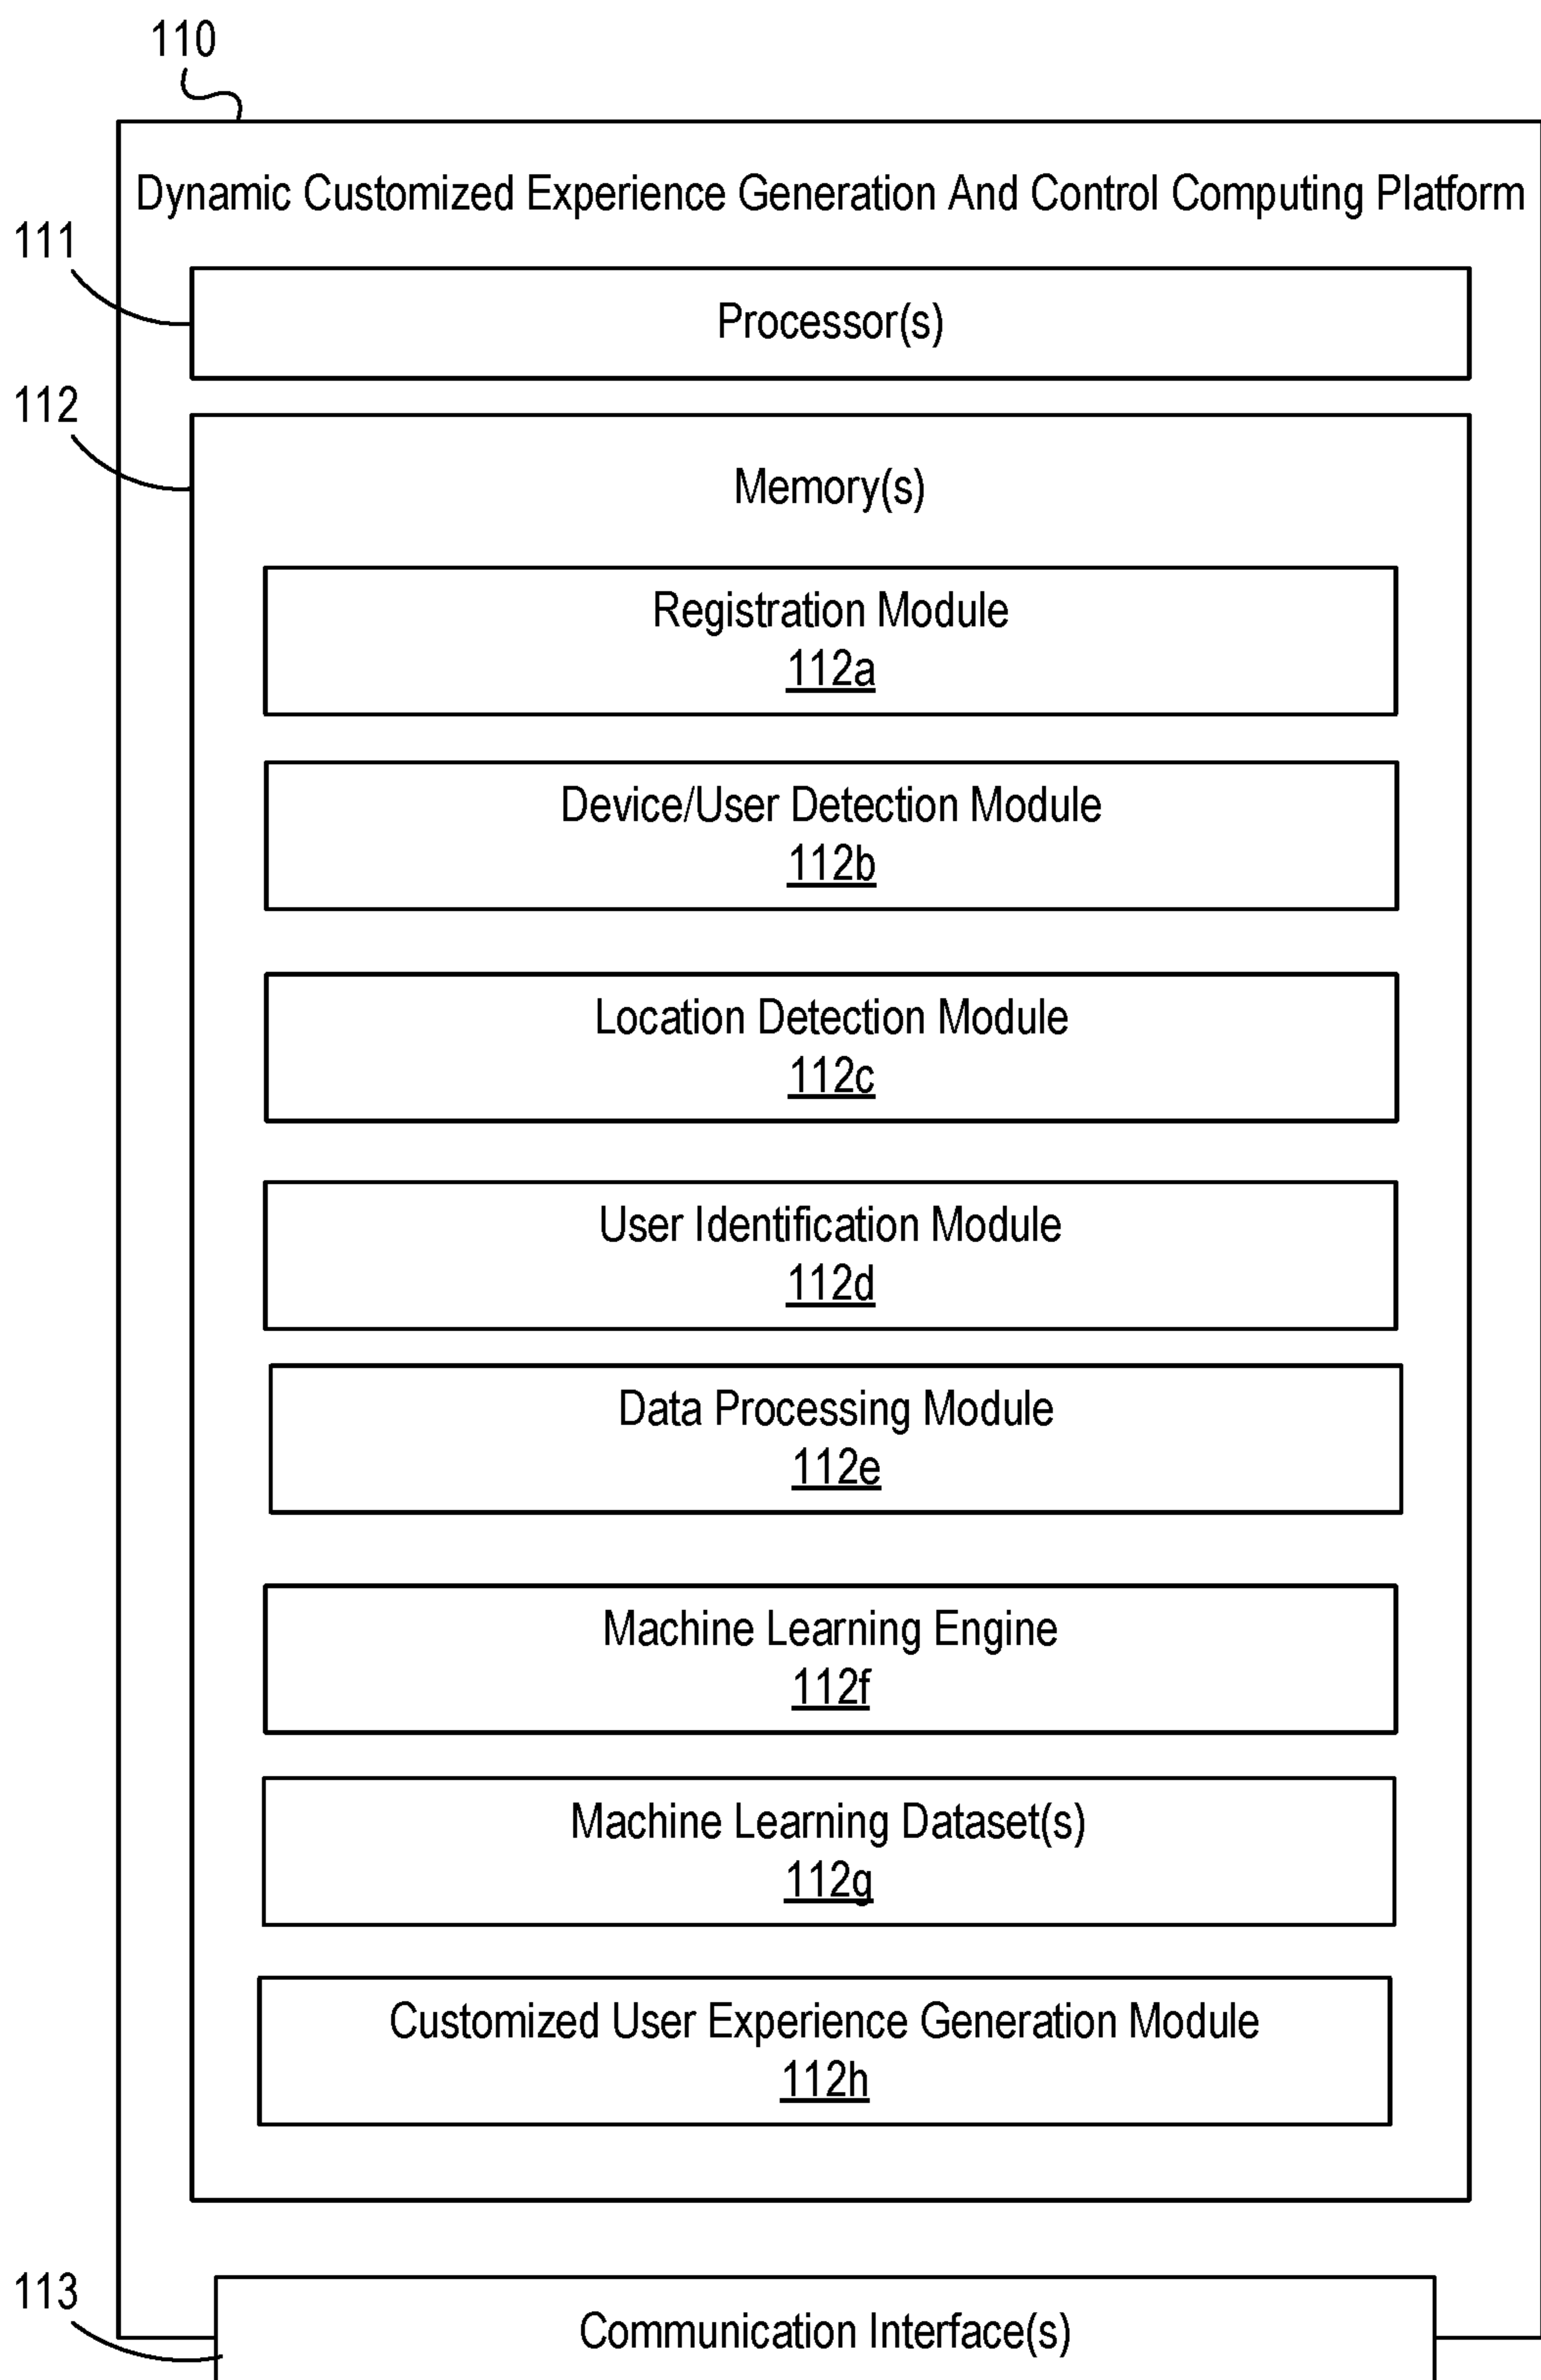 110
Dynamic Customized Experience Generation And Control Computing Platform
111
Processor(s)
112
Memory(s)
Registration Module
112a
Device/User Detection Module
112b
Location Detection Module
112c
User Identification Module
112d
Data Processing Module
112e
Machine Learning Engine
112f
Machine Learning Dataset(s)
112g
Customized User Experience Generation Module
112h
113
Communication Interface(s)